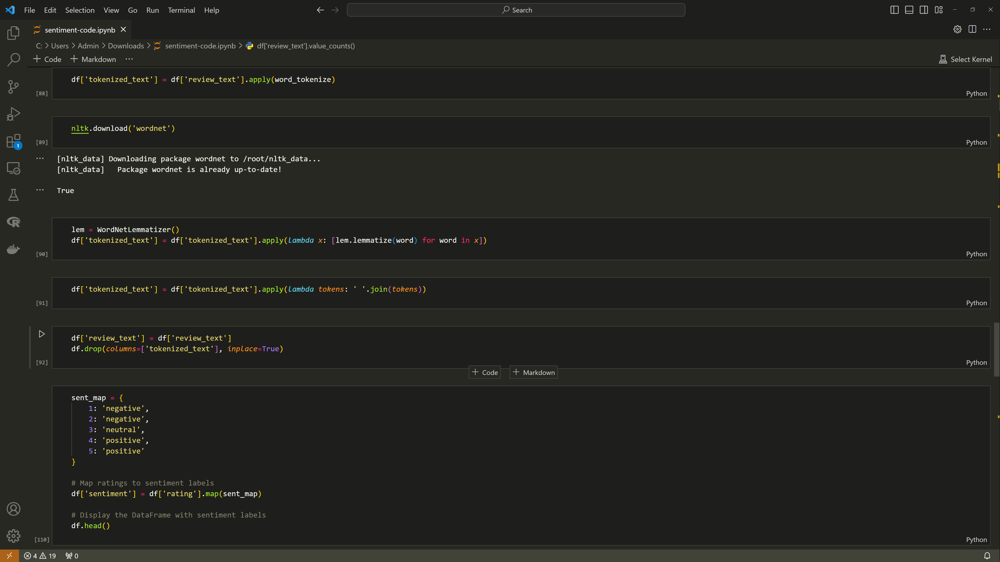 File Edit Selection View Go Run Terminal Help
Search
sentiment-code.ipynb
C: > Users > Admin > Downloads > sentiment-code.ipynb > df['review_text'].value_counts()
+ Code + Markdown ...
Select Kernel
df['tokenized_text'] = df['review_text'].apply(word_tokenize)
[88]
Python
nltk.download('wordnet')
[89]
Python
... [nltk_data] Downloading package wordnet to /root/nltk_data...
[nltk_data]   Package wordnet is already up-to-date!
... True
lem = WordNetLemmatizer()
df['tokenized_text'] = df['tokenized_text'].apply(lambda x: [lem.lemmatize(word) for word in x])
[90]
Python
df['tokenized_text'] = df['tokenized_text'].apply(lambda tokens: ' '.join(tokens))
[91]
Python
df['review_text'] = df['review_text']
df.drop(columns=['tokenized_text'], inplace=True)
[92]
Python
+ Code + Markdown
sent_map = {
    1: 'negative',
    2: 'negative',
    3: 'neutral',
    4: 'positive',
    5: 'positive'
}
# Map ratings to sentiment labels
df['sentiment'] = df['rating'].map(sent_map)
# Display the DataFrame with sentiment labels
df.head()
[110]
Python
1
4 19 0